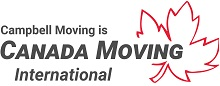 Campbell Moving is
CANADA MOVING
International